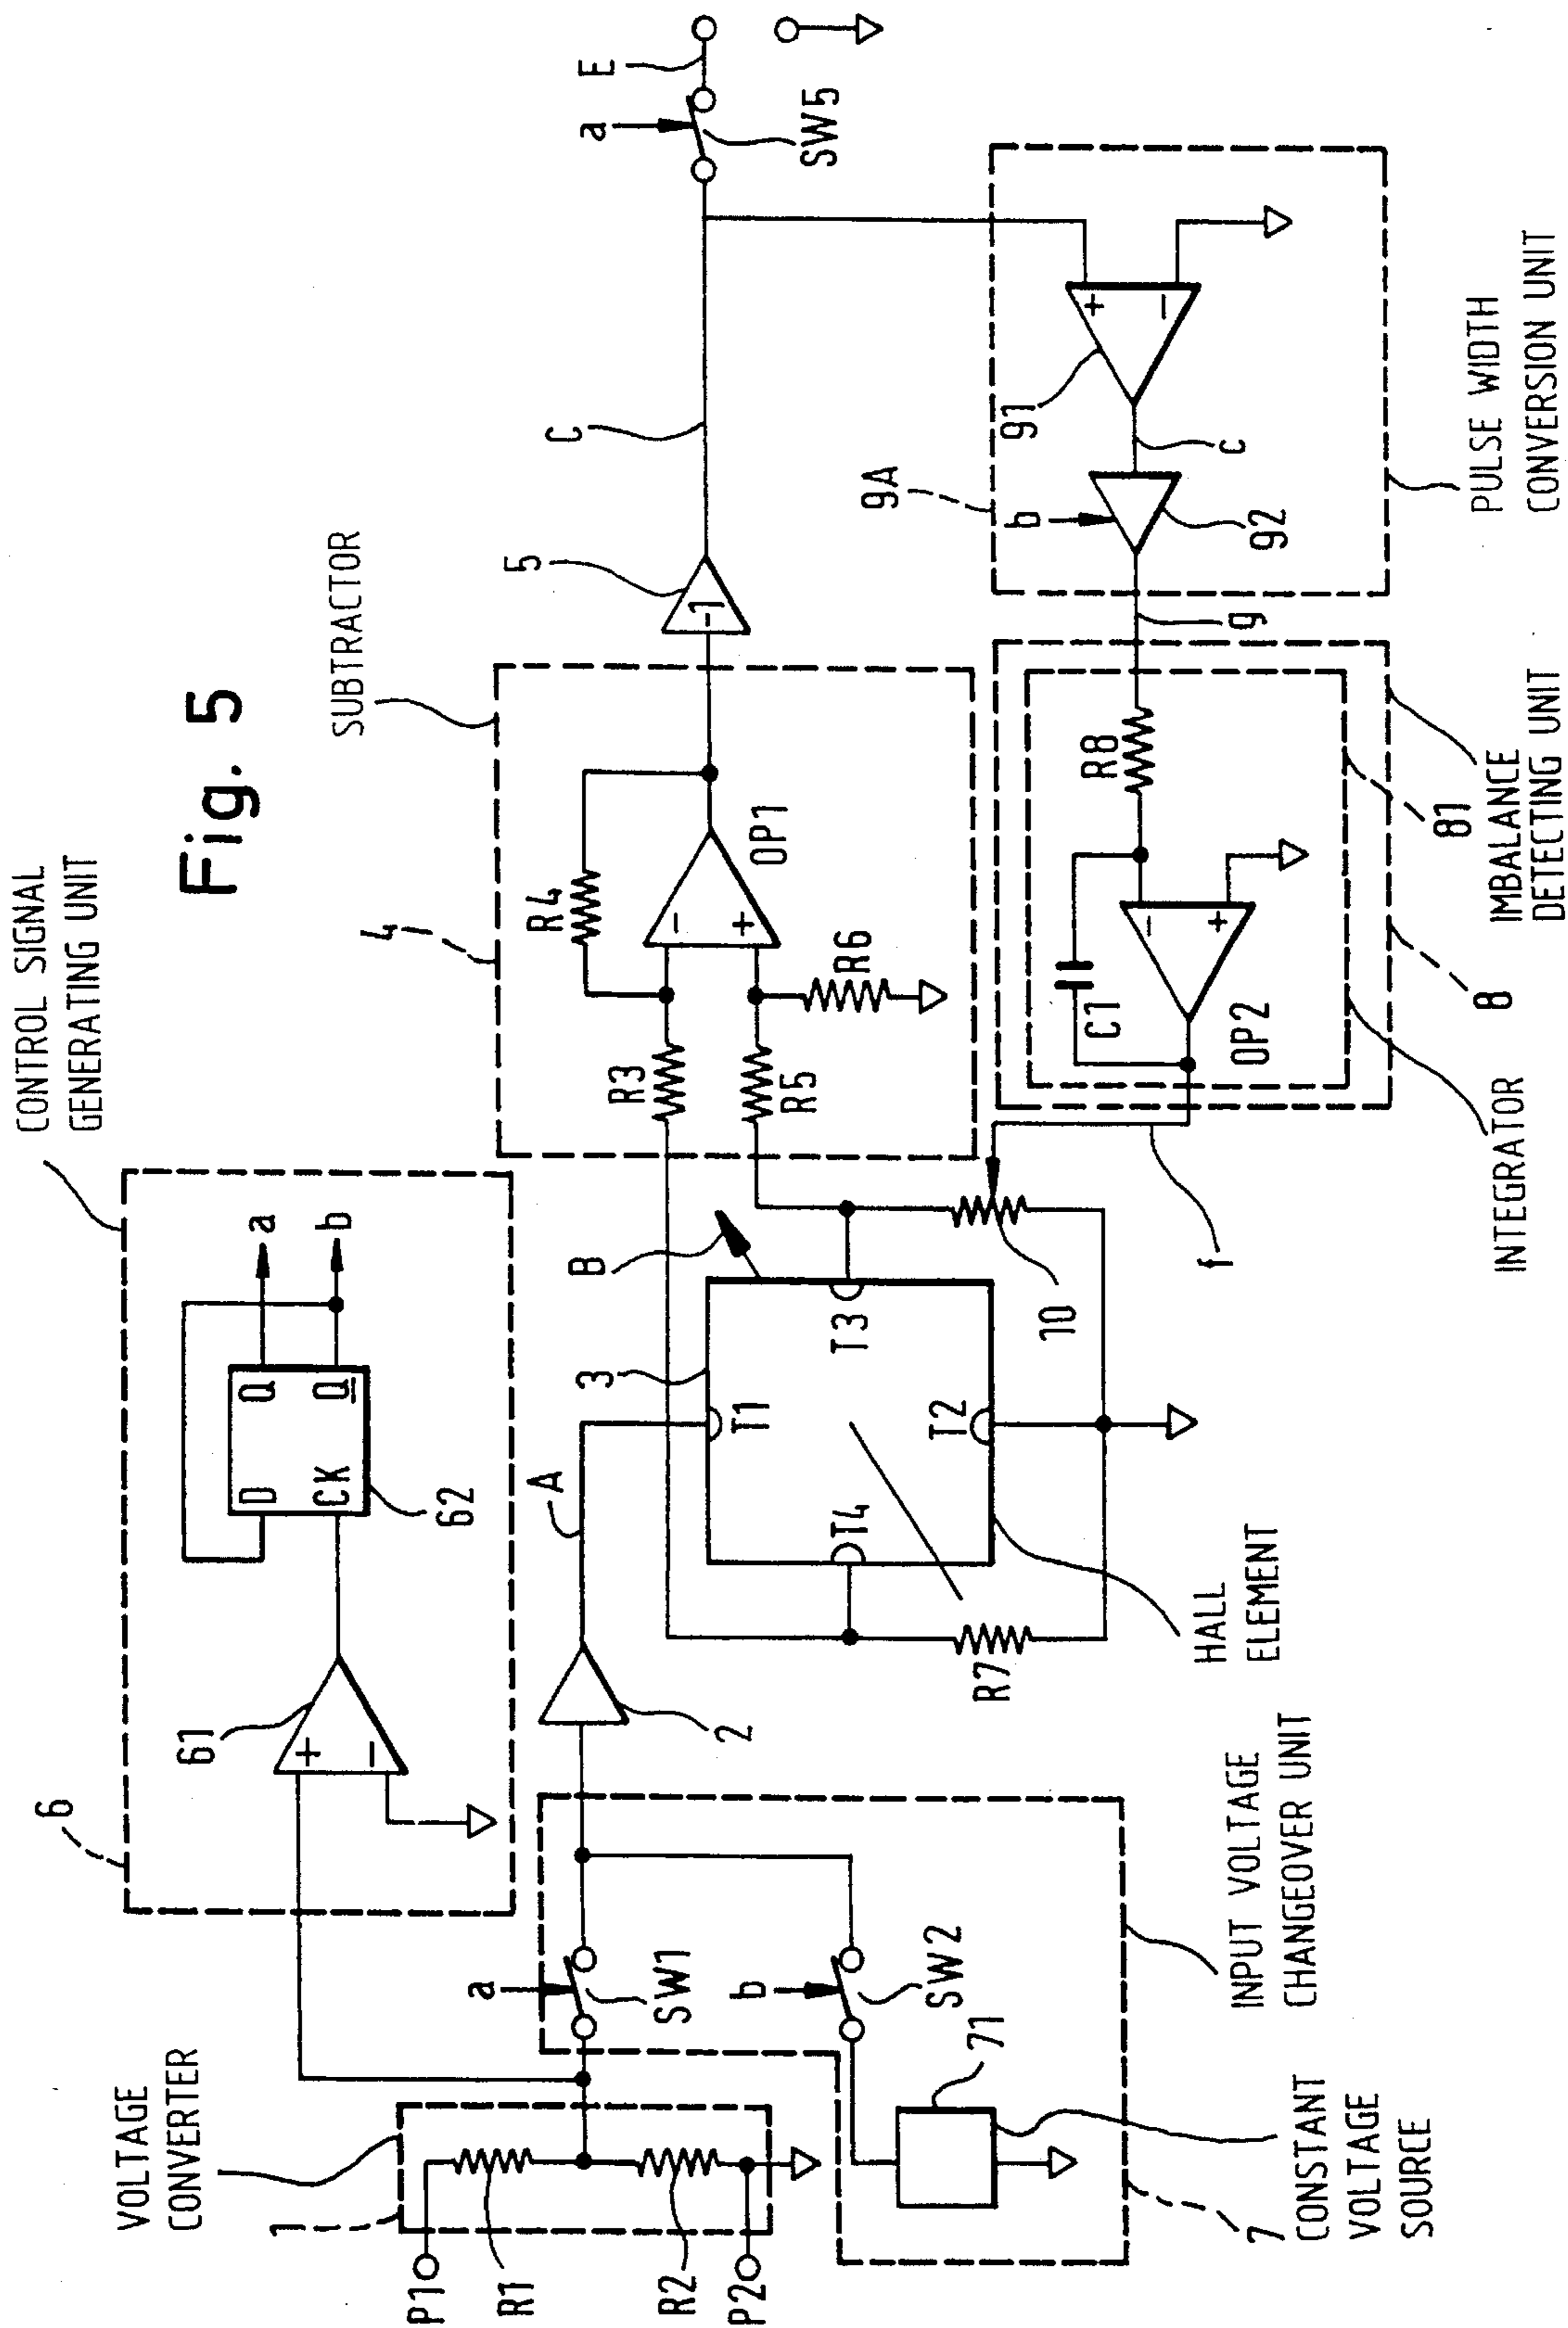 Fig. 5
CONTROL SIGNAL
GENERATING UNIT
6
61
+
−
D
Q
CK
Q
62
a
b
VOLTAGE
CONVERTER
1
P1
R1
R2
P2
a
SW1
b
SW2
71
7
CONSTANT
VOLTAGE
SOURCE
INPUT VOLTAGE
CHANGEOVER UNIT
2
A
3
T1
T2
T3
T4
B
R7
10
HALL
ELEMENT
SUBTRACTOR
4
R3
R4
R5
R6
−
+
OP1
5
-1
C
a
SW5
E
9A
91
+
−
c
b
92
g
PULSE WIDTH
CONVERSION UNIT
R8
C1
−
+
OP2
81
8
IMBALANCE
DETECTING UNIT
INTEGRATOR
f